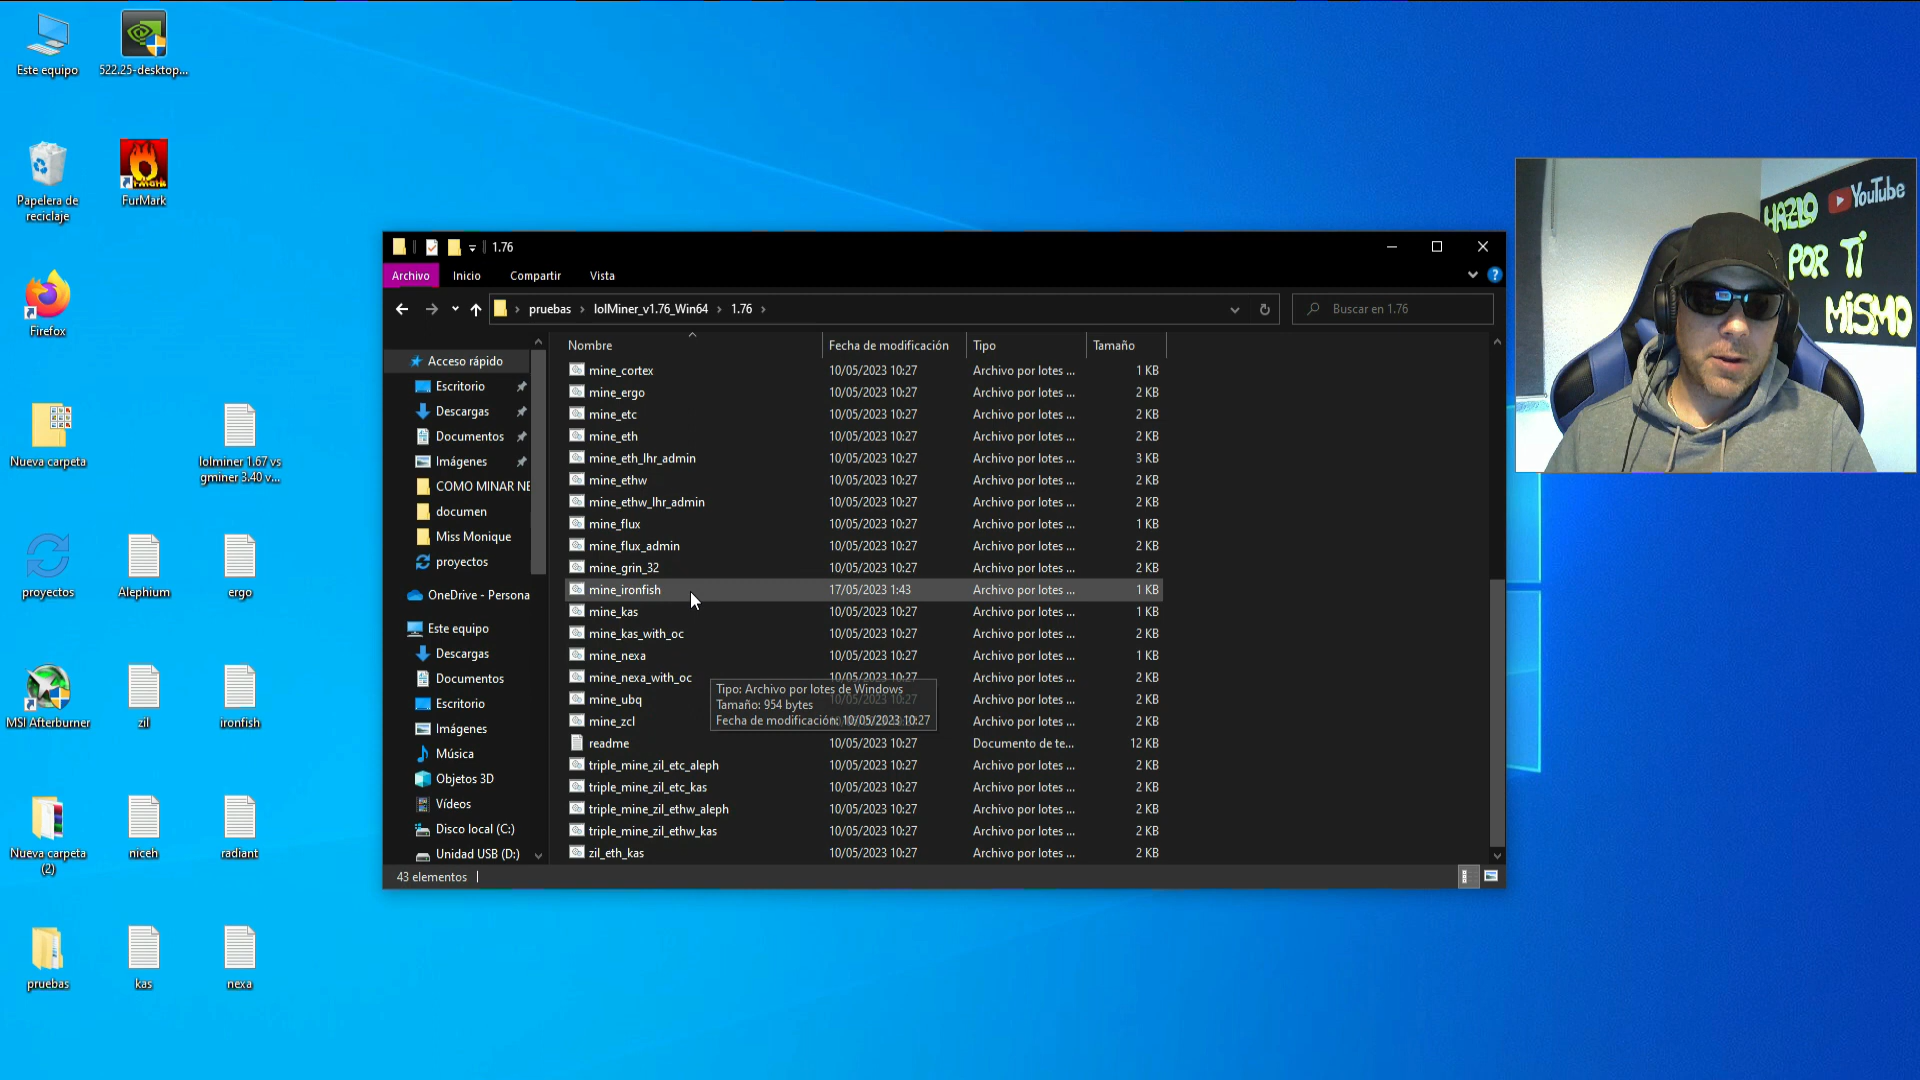 Este equipo
522.25-desktop...
Papelera de
reciclaje
FurMark
Firefox
Nueva carpeta
lolminer 1.67 vs
gminer 3.40 v...
proyectos
Alephium
ergo
MSI Afterburner
zil
ironfish
Nueva carpeta
(2)
niceh
radiant
pruebas
kas
nexa
1.76
Archivo
Inicio
Compartir
Vista
pruebas › lolMiner_v1.76_Win64 › 1.76 ›
Buscar en 1.76
Acceso rápido
Escritorio
Descargas
Documentos
Imágenes
COMO MINAR NE
documen
Miss Monique
proyectos
OneDrive - Persona
Este equipo
Descargas
Documentos
Escritorio
Imágenes
Música
Objetos 3D
Vídeos
Disco local (C:)
Unidad USB (D:)
Nombre Fecha de modificación Tipo Tamaño
mine_cortex 10/05/2023 10:27 Archivo por lotes ... 1 KB
mine_ergo 10/05/2023 10:27 Archivo por lotes ... 2 KB
mine_etc 10/05/2023 10:27 Archivo por lotes ... 2 KB
mine_eth 10/05/2023 10:27 Archivo por lotes ... 2 KB
mine_eth_lhr_admin 10/05/2023 10:27 Archivo por lotes ... 3 KB
mine_ethw 10/05/2023 10:27 Archivo por lotes ... 2 KB
mine_ethw_lhr_admin 10/05/2023 10:27 Archivo por lotes ... 2 KB
mine_flux 10/05/2023 10:27 Archivo por lotes ... 1 KB
mine_flux_admin 10/05/2023 10:27 Archivo por lotes ... 2 KB
mine_grin_32 10/05/2023 10:27 Archivo por lotes ... 2 KB
mine_ironfish 17/05/2023 1:43 Archivo por lotes ... 1 KB
mine_kas 10/05/2023 10:27 Archivo por lotes ... 1 KB
mine_kas_with_oc 10/05/2023 10:27 Archivo por lotes ... 2 KB
mine_nexa 10/05/2023 10:27 Archivo por lotes ... 1 KB
mine_nexa_with_oc 10/05/2023 10:27 Archivo por lotes ... 2 KB
mine_ubq 10/05/2023 10:27 Archivo por lotes ... 2 KB
mine_zcl 10/05/2023 10:27 Archivo por lotes ... 2 KB
readme 10/05/2023 10:27 Documento de te... 12 KB
triple_mine_zil_etc_aleph 10/05/2023 10:27 Archivo por lotes ... 2 KB
triple_mine_zil_etc_kas 10/05/2023 10:27 Archivo por lotes ... 2 KB
triple_mine_zil_ethw_aleph 10/05/2023 10:27 Archivo por lotes ... 2 KB
triple_mine_zil_ethw_kas 10/05/2023 10:27 Archivo por lotes ... 2 KB
zil_eth_kas 10/05/2023 10:27 Archivo por lotes ... 2 KB
Tipo: Archivo por lotes de Windows
Tamaño: 954 bytes
Fecha de modificación: 10/05/2023 10:27
43 elementos
YouTube
HAZLO
POR Ti
MiSMO